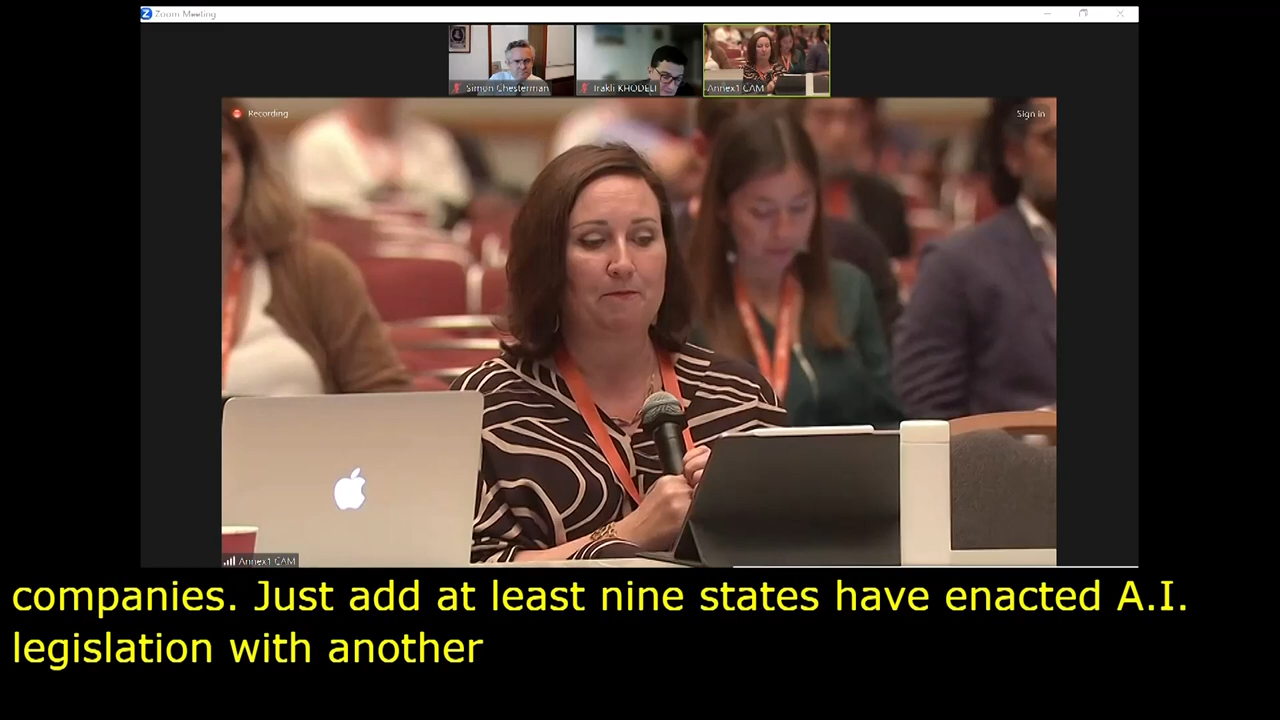 Zoom Meeting
Simon Chesterman
Irakli KHODELI
Annex1 CAM
Recording
Sign in
Annex1 CAM
companies. Just add at least nine states have enacted A.I.
legislation with another